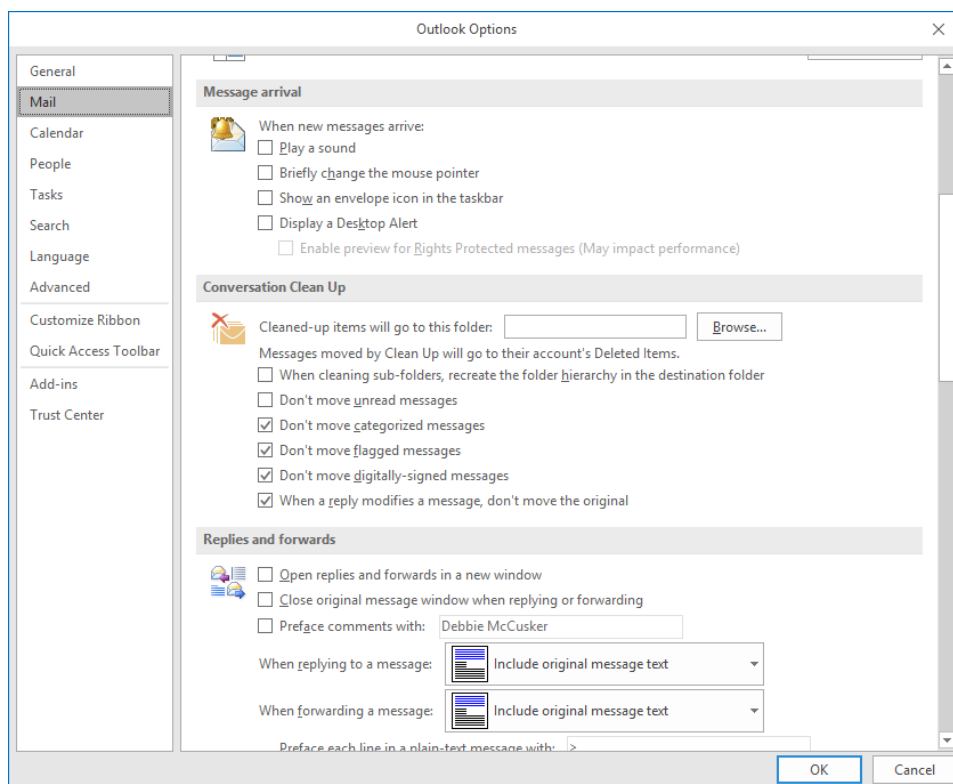 Outlook Options
General
Mail
Calendar
People
Tasks
Search
Language
Advanced
Customize Ribbon
Quick Access Toolbar
Add-ins
Trust Center
Message arrival
When new messages arrive:
Play a sound
Briefly change the mouse pointer
Show an envelope icon in the taskbar
Display a Desktop Alert
Enable preview for Rights Protected messages (May impact performance)
Conversation Clean Up
Cleaned-up items will go to this folder: Browse...
Messages moved by Clean Up will go to their account's Deleted Items.
When cleaning sub-folders, recreate the folder hierarchy in the destination folder
Don't move unread messages
Don't move categorized messages
Don't move flagged messages
Don't move digitally-signed messages
When a reply modifies a message, don't move the original
Replies and forwards
Open replies and forwards in a new window
Close original message window when replying or forwarding
Preface comments with: Debbie McCusker
When replying to a message: Include original message text
When forwarding a message: Include original message text
Preface each line in a plain-text message with: >
OK Cancel